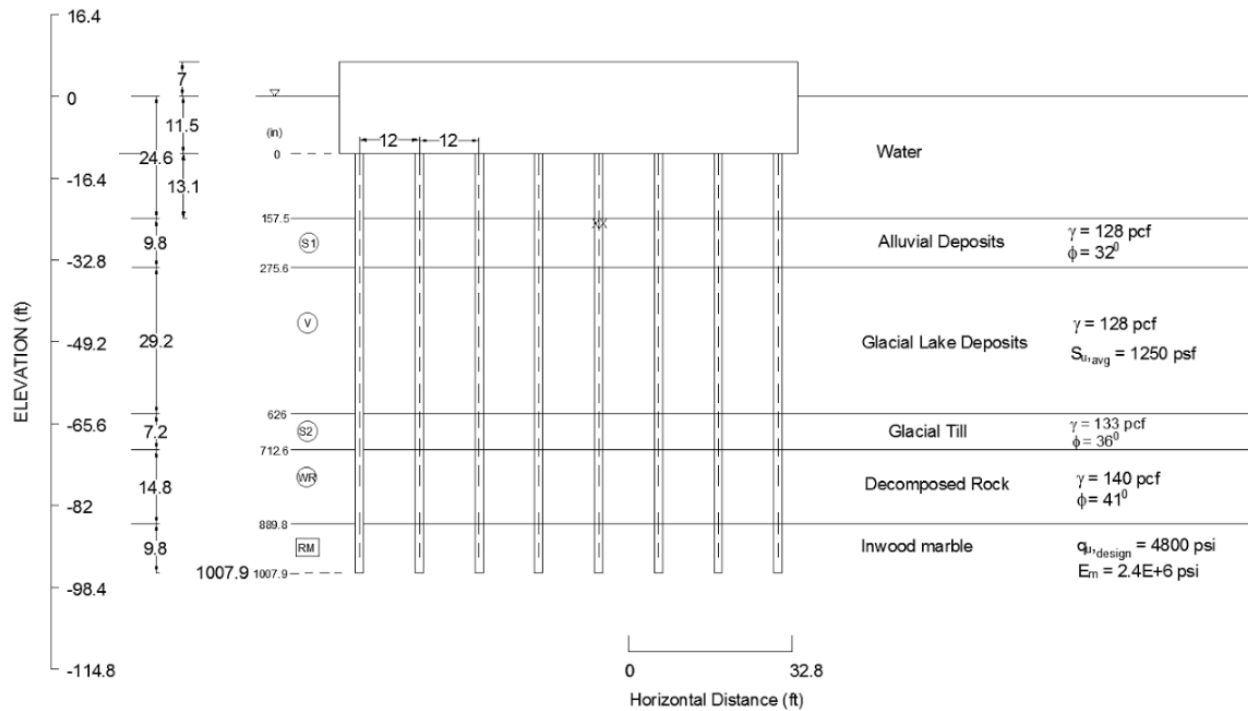 16.4
7
0
11.5
(in)
12
12
0
24.6
Water
-16.4
13.1
157.5
9.8
S1
Alluvial Deposits
γ = 128 pcf
ϕ = 32⁰
-32.8
275.6
V
ELEVATION (ft)
-49.2
29.2
Glacial Lake Deposits
γ = 128 pcf
Sᵤ,avg = 1250 psf
626
-65.6
7.2
S2
Glacial Till
γ = 133 pcf
ϕ = 36⁰
712.6
WR
-82
14.8
Decomposed Rock
γ = 140 pcf
ϕ = 41⁰
889.8
9.8
RM
Inwood marble
qᵤ,design = 4800 psi
Eₘ = 2.4E+6 psi
1007.9
1007.9
-98.4
-114.8
0
32.8
Horizontal Distance (ft)